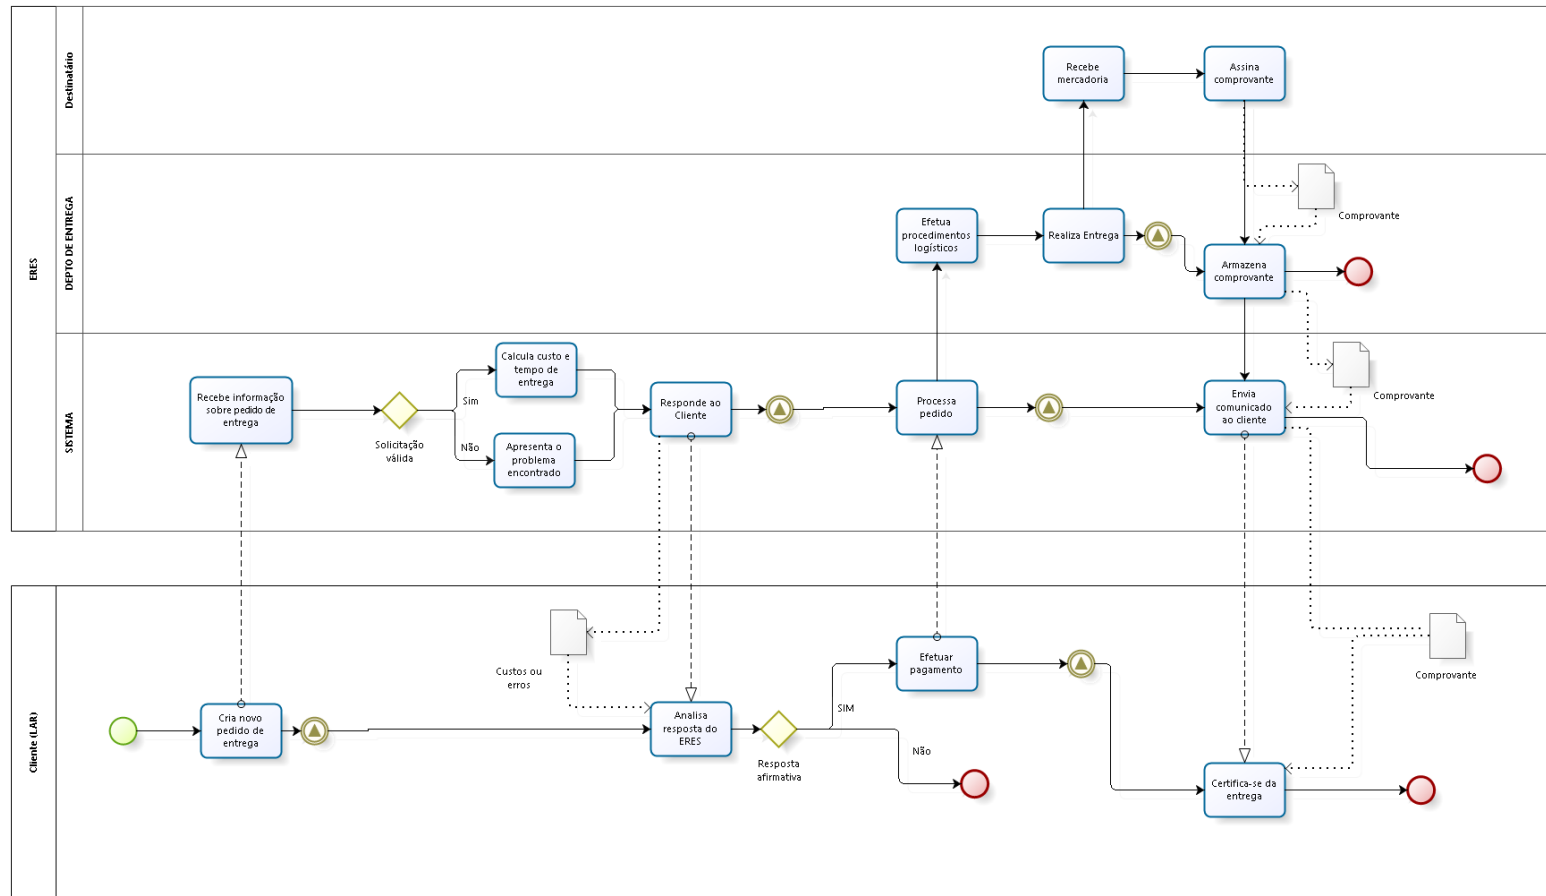 ERES
Destinatário
Recebe
mercadoria
Assina
comprovante
DEPTO DE ENTREGA
Efetua
procedimentos
logísticos
Realiza Entrega
Comprovante
Armazena
comprovante
SISTEMA
Recebe informação
sobre pedido de
entrega
Solicitação
válida
Sim
Não
Calcula custo e
tempo de
entrega
Apresenta o
problema
encontrado
Responde ao
Cliente
Processa
pedido
Envia
comunicado
ao cliente
Comprovante
Cliente (LAR)
Cria novo
pedido de
entrega
Custos ou
erros
Analisa
resposta do
ERES
Resposta
afirmativa
SIM
Não
Efetuar
pagamento
Comprovante
Certifica-se da
entrega